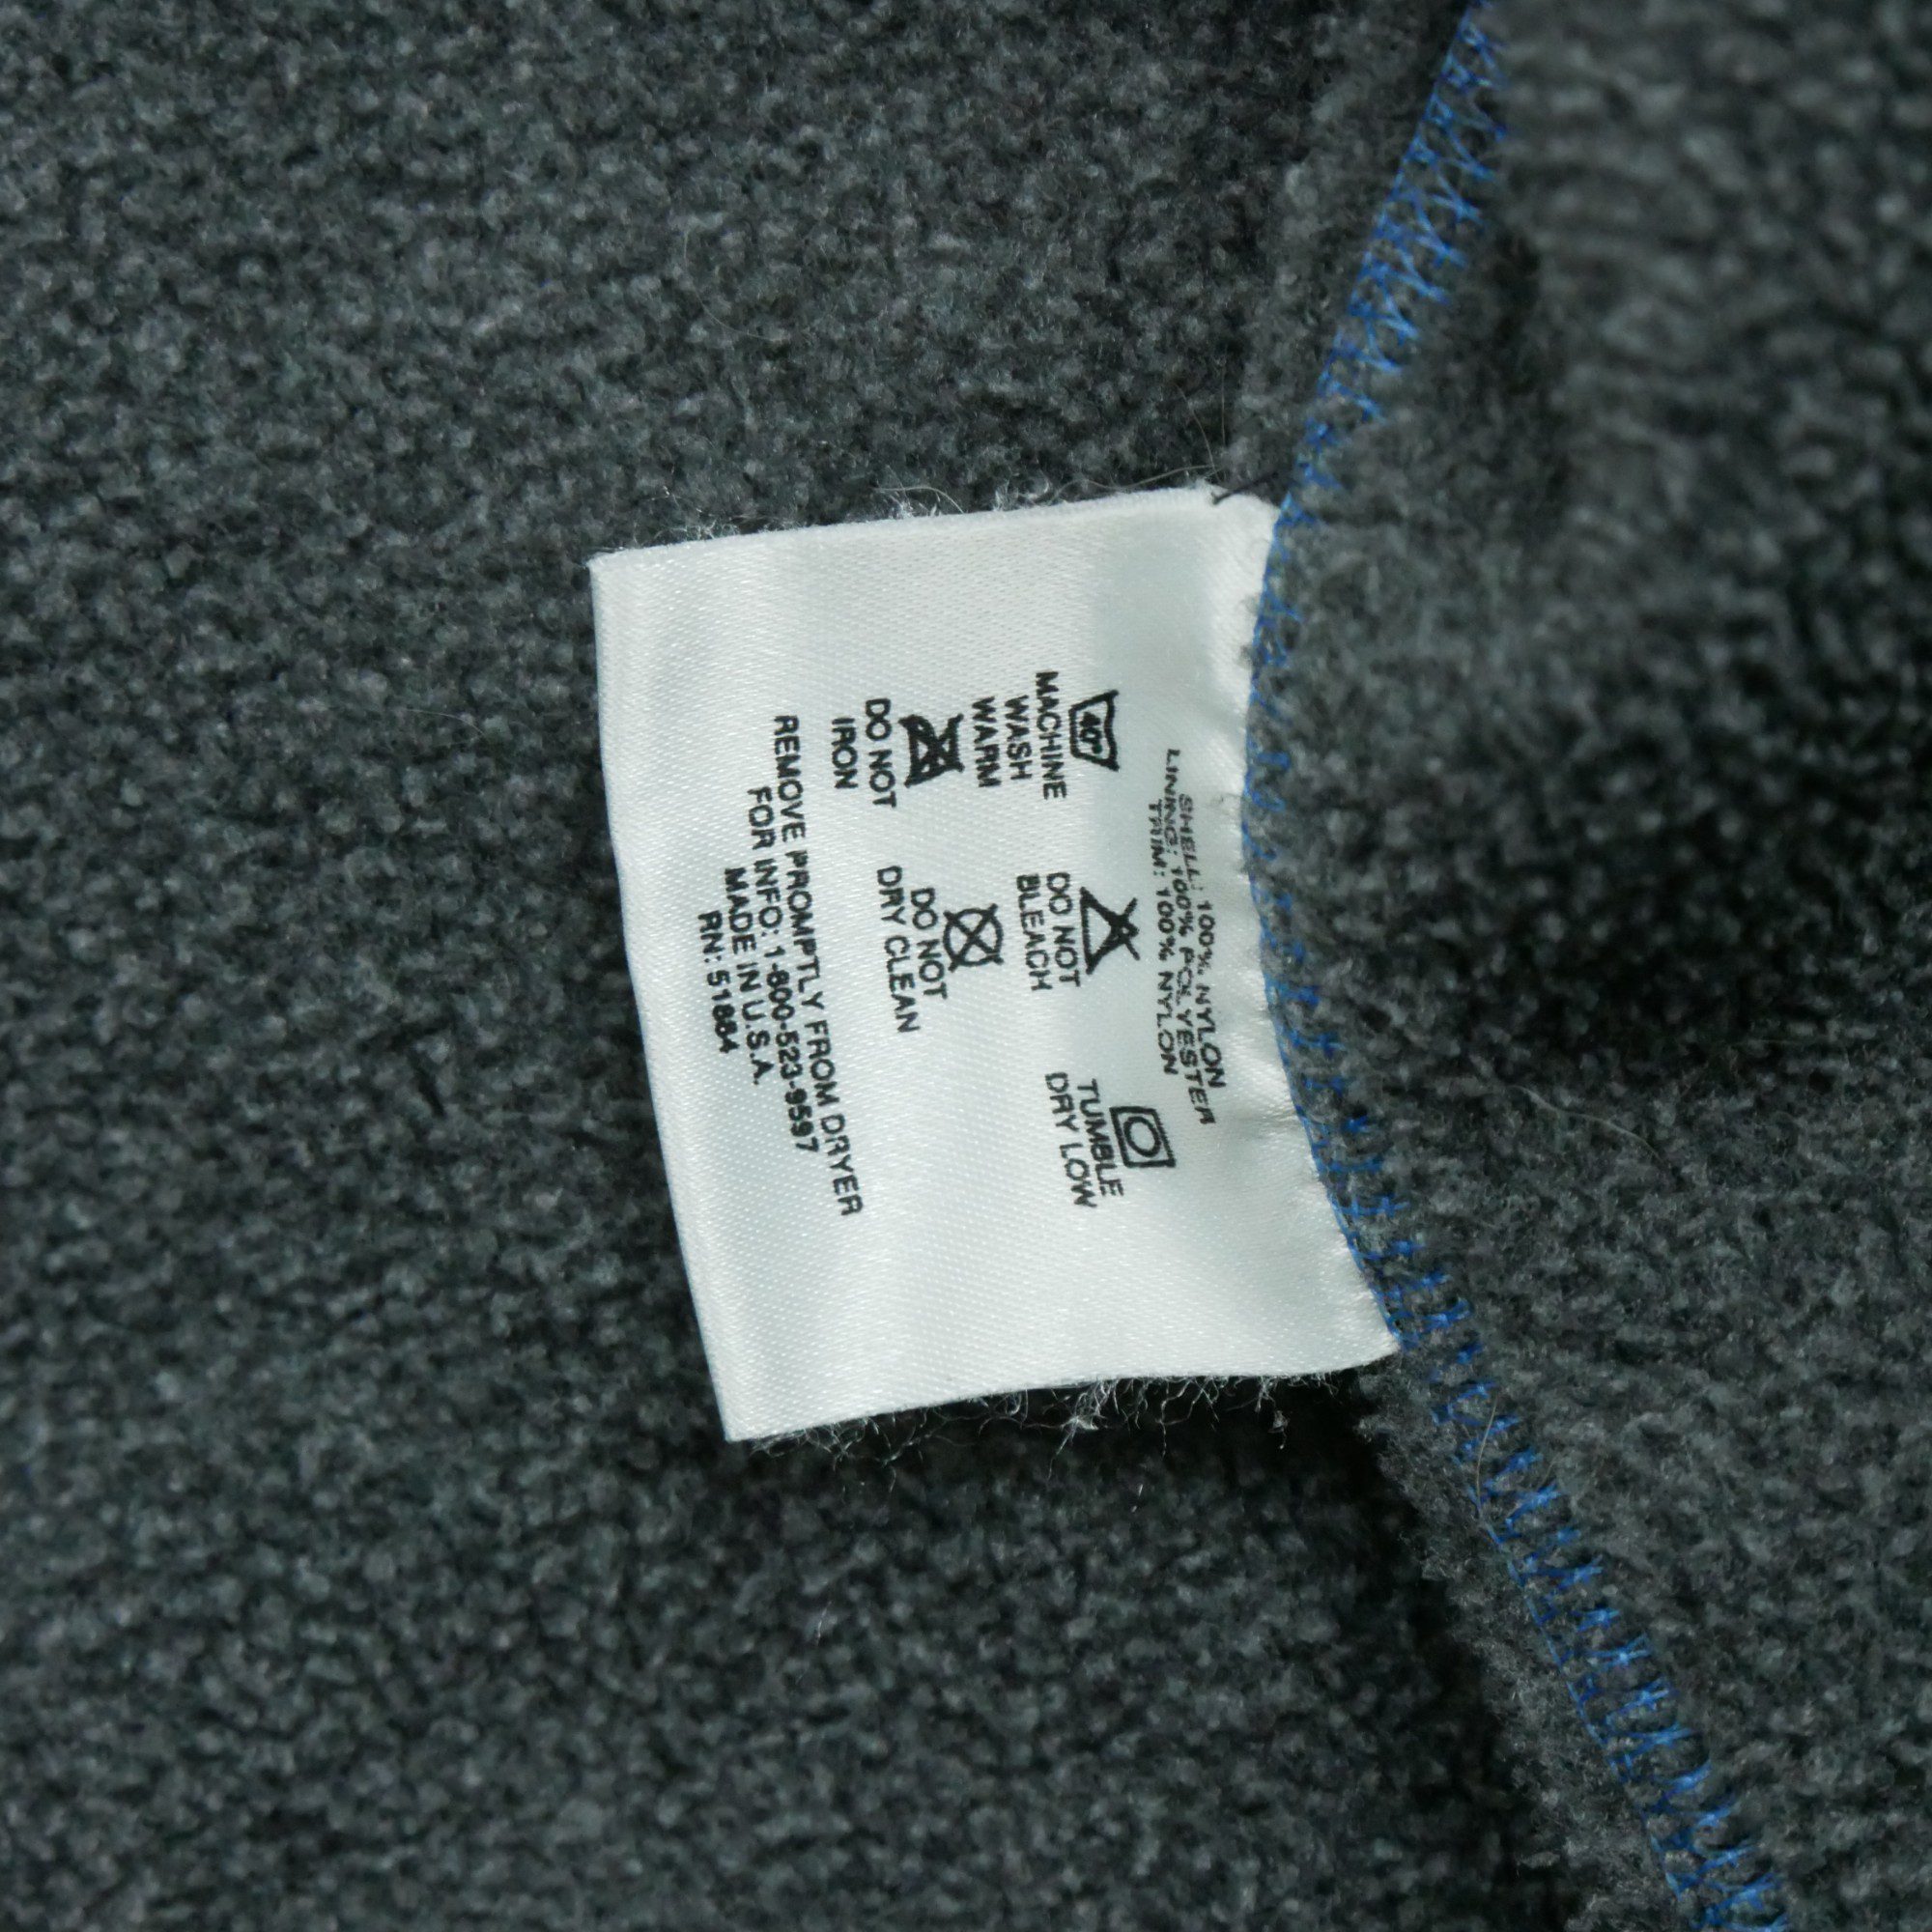 SHELL: 100% NYLON
LINING: 100% POLYESTER
TRIM: 100% NYLON
40°
MACHINE
WASH
WARM
DO NOT
BLEACH
TUMBLE
DRY LOW
DO NOT
IRON
DO NOT
DRY CLEAN
REMOVE PROMPTLY FROM DRYER
FOR INFO: 1-800-523-9597
MADE IN U.S.A.
RN: 51884